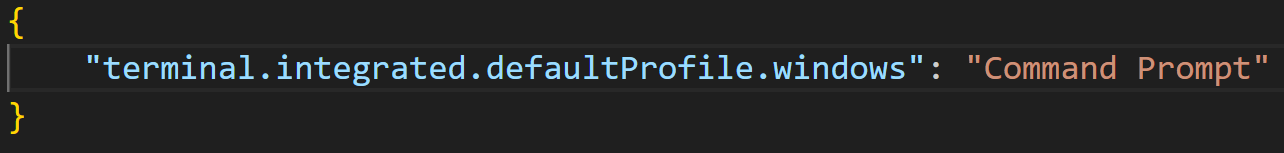 {
    "terminal.integrated.defaultProfile.windows": "Command Prompt"
}